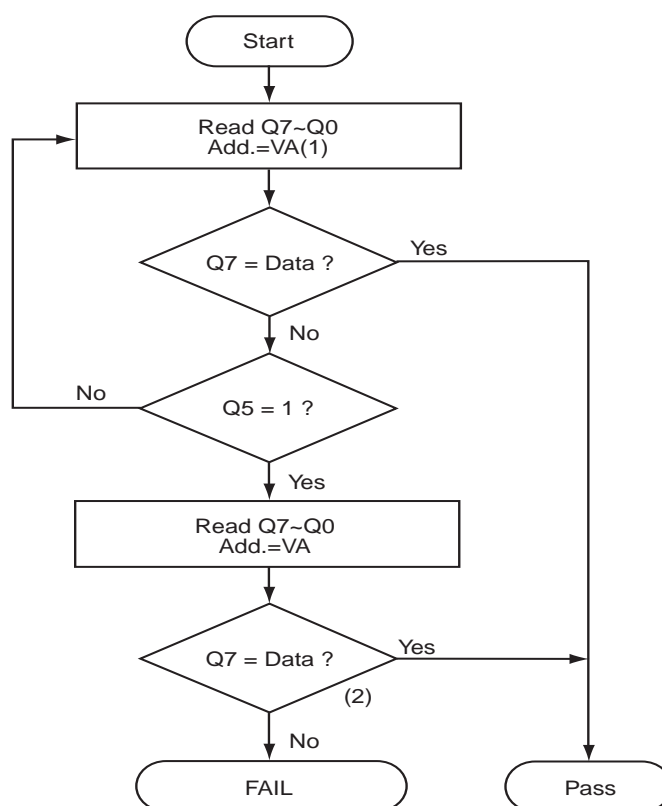 Start
Read Q7~Q0
Add.=VA(1)
Q7 = Data ?
Yes
No
No
Q5 = 1 ?
Yes
Read Q7~Q0
Add.=VA
Q7 = Data ?
Yes
(2)
No
FAIL
Pass